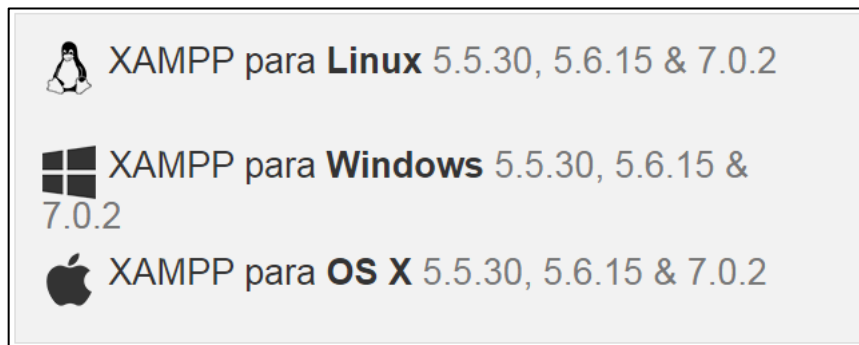 XAMPP para Linux 5.5.30, 5.6.15 & 7.0.2
XAMPP para Windows 5.5.30, 5.6.15 &
7.0.2
XAMPP para OS X 5.5.30, 5.6.15 & 7.0.2